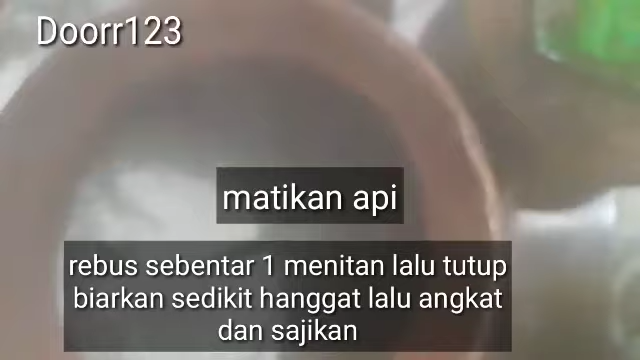 Doorr123
matikan api
rebus sebentar 1 menitan lalu tutup
biarkan sedikit hanggat lalu angkat
dan sajikan